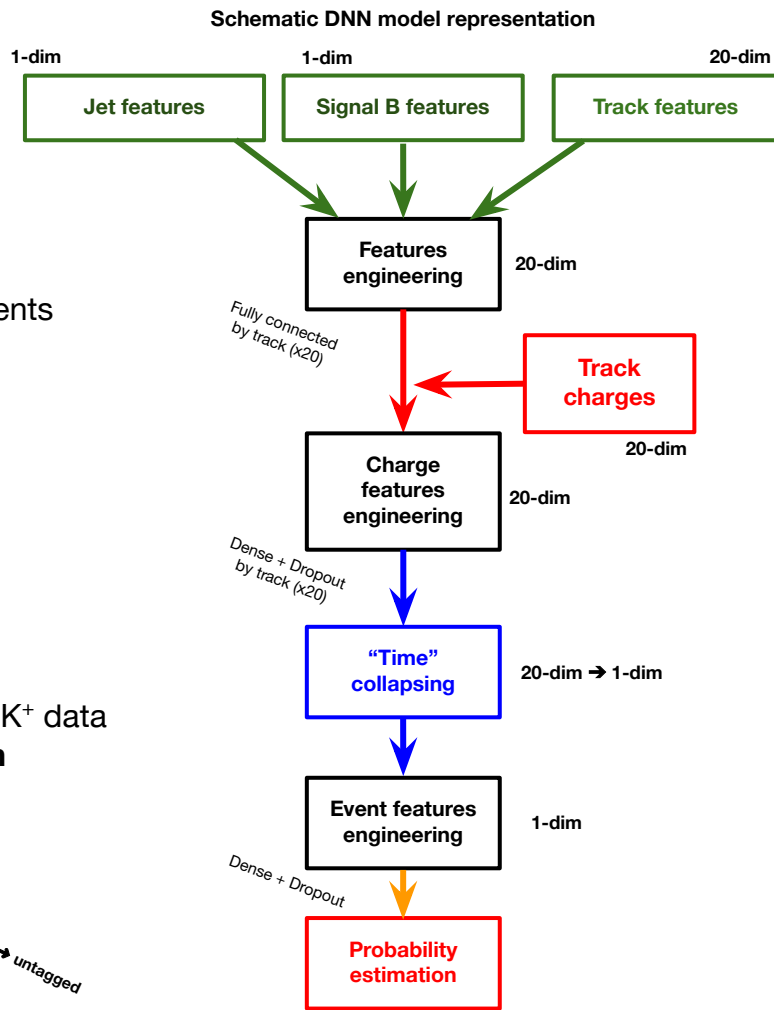 Schematic DNN model representation
1-dim
1-dim
20-dim
Jet features
Signal B features
Track features
Features
engineering
20-dim
ents
Fully connected
by track (x20)
Track
charges
20-dim
Charge
features
engineering
20-dim
Dense + Dropout
by track (x20)
“Time”
collapsing
20-dim ➔ 1-dim
K⁺ data
Event features
engineering
1-dim
Dense + Dropout
Probability
estimation
➔ untagged